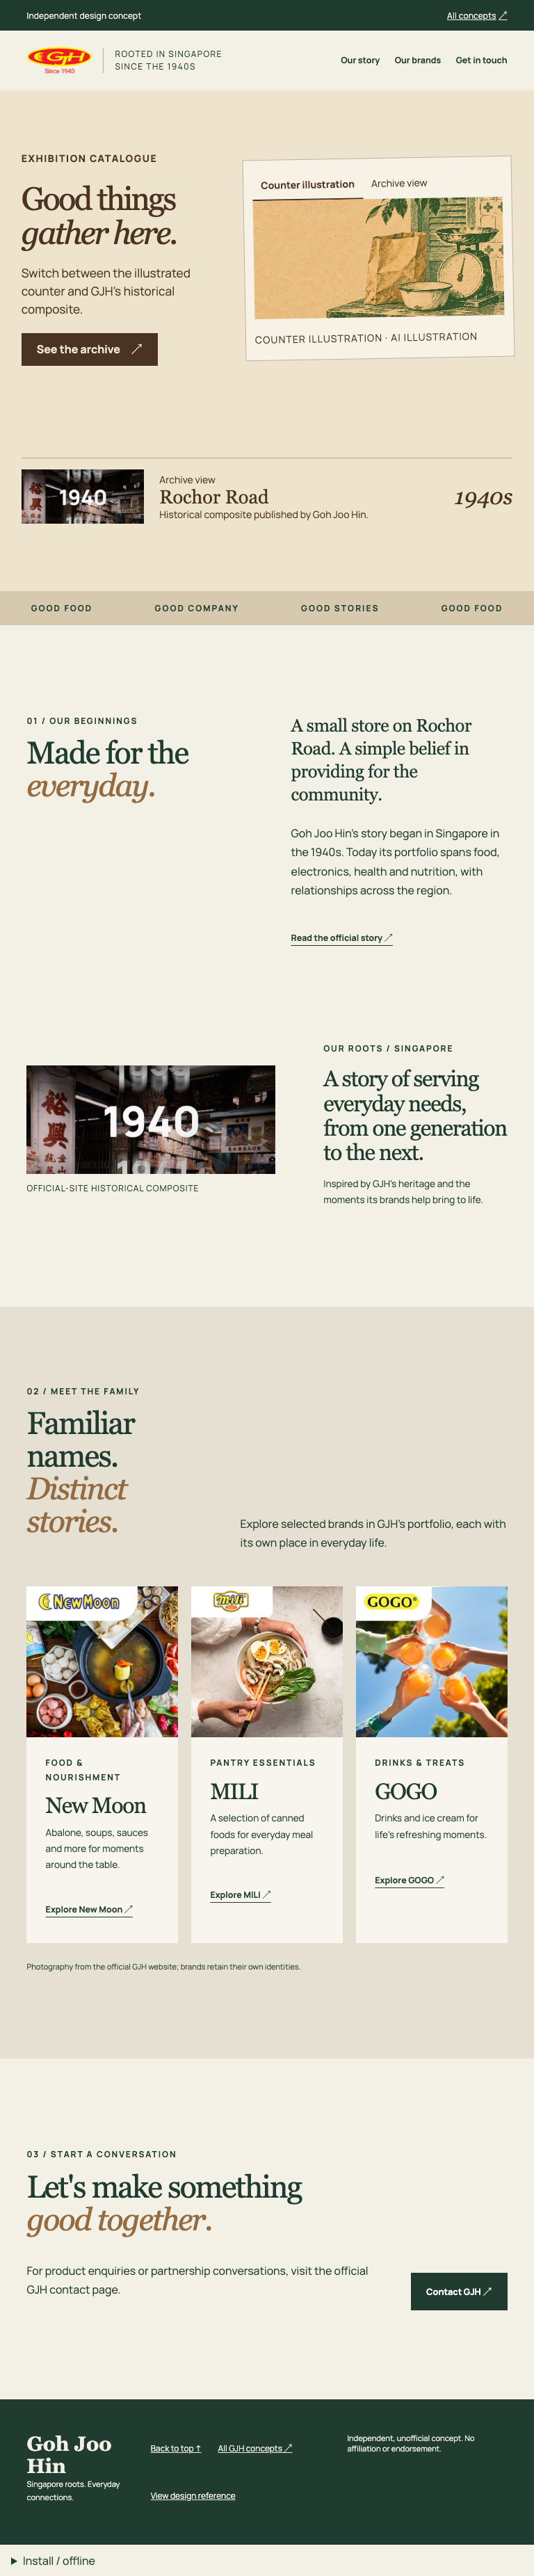 Independent design concept
All concepts ↗
GJH
Since 1940
ROOTED IN SINGAPORE
SINCE THE 1940S
Our story
Our brands
Get in touch
EXHIBITION CATALOGUE
Good things
gather here.
Switch between the illustrated
counter and GJH's historical
composite.
See the archive ↗
Counter illustration
Archive view
COUNTER ILLUSTRATION · AI ILLUSTRATION
裕
興
1940
Archive view
Rochor Road
Historical composite published by Goh Joo Hin.
1940s
GOOD FOOD
GOOD COMPANY
GOOD STORIES
GOOD FOOD
01 / OUR BEGINNINGS
Made for the
everyday.
A small store on Rochor
Road. A simple belief in
providing for the
community.
Goh Joo Hin's story began in Singapore in
the 1940s. Today its portfolio spans food,
electronics, health and nutrition, with
relationships across the region.
Read the official story ↗
裕
興
1940
OFFICIAL-SITE HISTORICAL COMPOSITE
OUR ROOTS / SINGAPORE
A story of serving
everyday needs,
from one generation
to the next.
Inspired by GJH's heritage and the
moments its brands help bring to life.
02 / MEET THE FAMILY
Familiar
names.
Distinct
stories.
Explore selected brands in GJH's portfolio, each with
its own place in everyday life.
NewMoon
FOOD &
NOURISHMENT
New Moon
Abalone, soups, sauces
and more for moments
around the table.
Explore New Moon ↗
mili
PANTRY ESSENTIALS
MILI
A selection of canned
foods for everyday meal
preparation.
Explore MILI ↗
GOGO®
DRINKS & TREATS
GOGO
Drinks and ice cream for
life's refreshing moments.
Explore GOGO ↗
Photography from the official GJH website; brands retain their own identities.
03 / START A CONVERSATION
Let's make something
good together.
For product enquiries or partnership conversations, visit the official
GJH contact page.
Contact GJH ↗
Goh Joo
Hin
Singapore roots. Everyday
connections.
Back to top ↑
All GJH concepts ↗
View design reference
Independent, unofficial concept. No
affiliation or endorsement.
▶ Install / offline